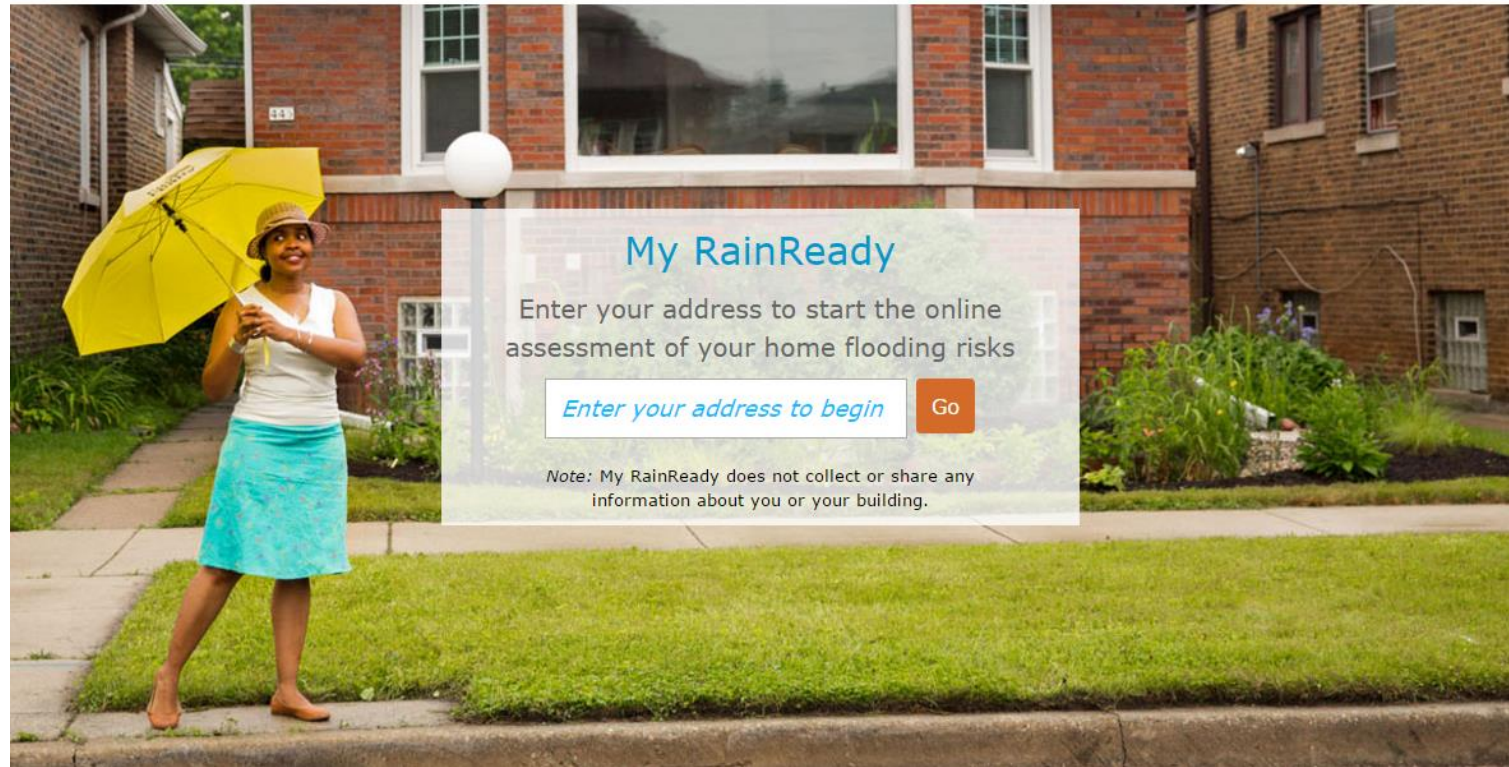 My RainReady
Enter your address to start the online
assessment of your home flooding risks
Enter your address to begin
Go
Note: My RainReady does not collect or share any
information about you or your building.